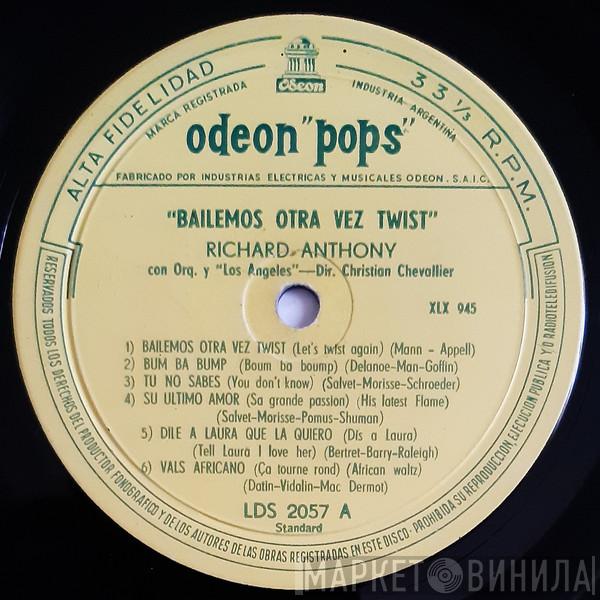 ALTA FIDELIDAD
MARCA REGISTRADA
Odeon
INDUSTRIA ARGENTINA
33 1/3 R.P.M.
odeon "pops"
FABRICADO POR INDUSTRIAS ELECTRICAS Y MUSICALES ODEON. S.A.I.C.
"BAILEMOS OTRA VEZ TWIST"
RICHARD ANTHONY
con Orq. y "Los Angeles"—Dir. Christian Chevallier
XLX 945
1) BAILEMOS OTRA VEZ TWIST (Let's twist again) (Mann - Appell)
2) BUM BA BUMP (Boum ba boump) (Delanoe-Man-Goffin)
3) TU NO SABES (You don't know) (Salvet-Morisse-Schroeder)
4) SU ULTIMO AMOR (Sa grande passion) (His latest Flame)
(Salvet-Morisse-Pomus-Shuman)
5) DILE A LAURA QUE LA QUIERO (Dis a Laura)
(Tell Laura I love her) (Bertret-Barry-Raleigh)
6) VALS AFRICANO (Ça tourne rond) (African waltz)
(Datin-Vidalin-Mac Dermot)
LDS 2057 A
Standard
RESERVADOS TODOS LOS DERECHOS DEL PRODUCTOR FONOGRAFICO Y DE LOS AUTORES DE LAS OBRAS REGISTRADAS EN ESTE DISCO - PROHIBIDA SU REPRODUCCION, EJECUCION PUBLICA Y/O RADIOTELEDIFUSION
МАРКЕТ ВИНИЛА